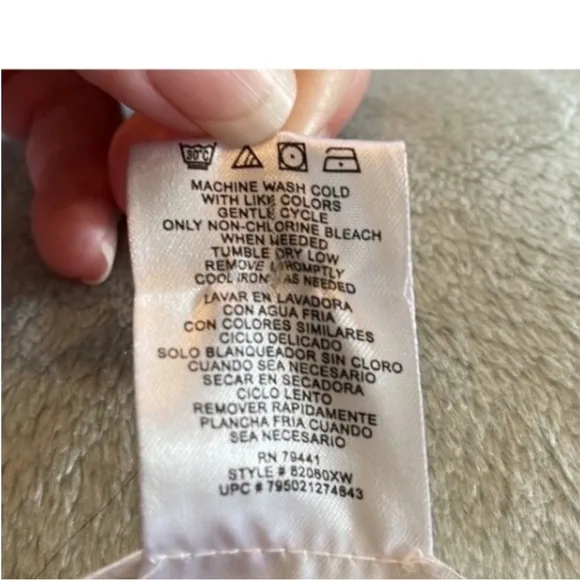 30°C
MACHINE WASH COLD
WITH LIKE COLORS
GENTLE CYCLE
ONLY NON-CHLORINE BLEACH
WHEN NEEDED
TUMBLE DRY LOW
REMOVE PROMPTLY
COOL IRON AS NEEDED
LAVAR EN LAVADORA
CON AGUA FRIA
CON COLORES SIMILARES
CICLO DELICADO
SOLO BLANQUEADOR SIN CLORO
CUANDO SEA NECESARIO
SECAR EN SECADORA
CICLO LENTO
REMOVER RAPIDAMENTE
PLANCHA FRIA CUANDO
SEA NECESARIO
RN 79441
STYLE # 82080XW
UPC # 795021274843